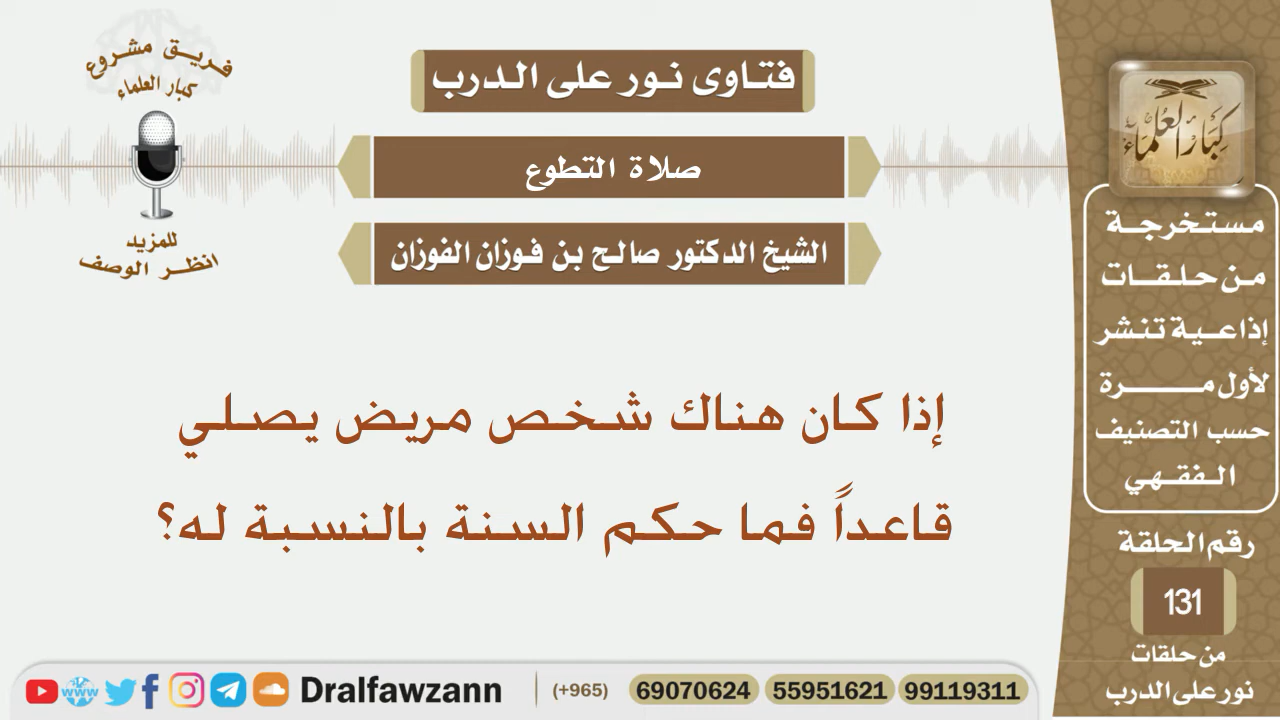 فريق مشروع
كبار العلماء
للمزيد
انظر الوصف
فتاوى نور على الدرب
صلاة التطوع
الشيخ الدكتور صالح بن فوزان الفوزان
إذا كان هناك شخص مريض يصلي
قاعداً فما حكم السنة بالنسبة له؟
كبار العلماء
مستخرجة
من حلقات
إذاعية تنشر
لأول مرة
حسب التصنيف
الفقهي
رقم الحلقة
131
من حلقات
نور على الدرب
www Dralfawzann (+965) 69070624 55951621 99119311